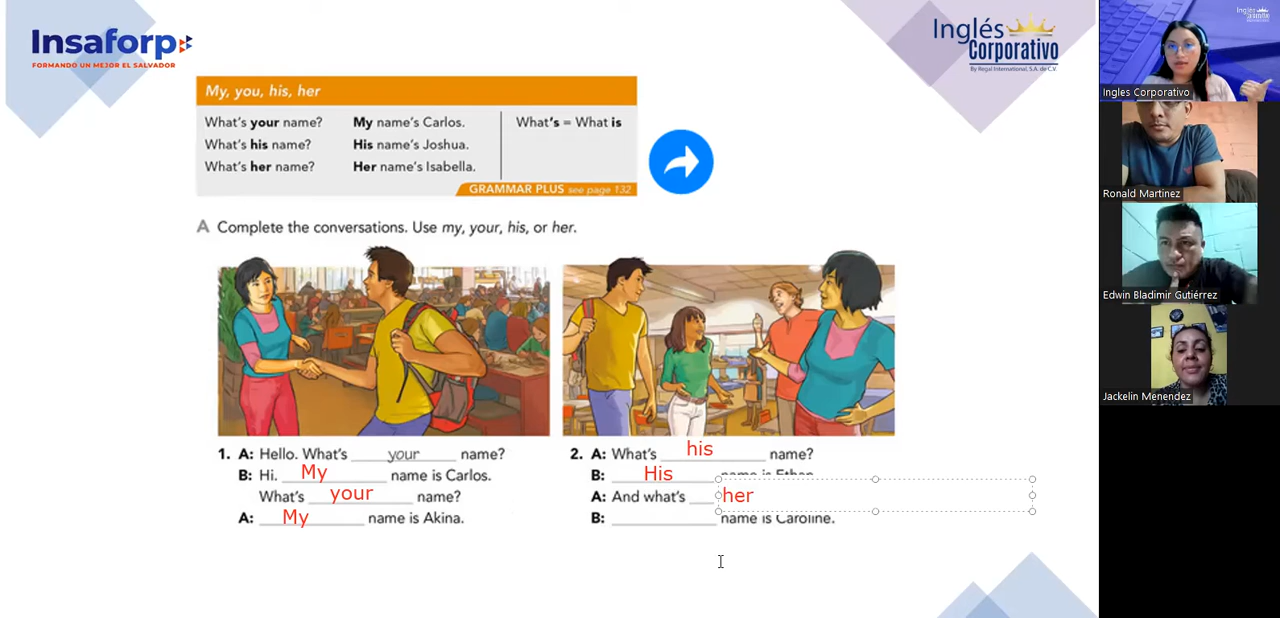 Insaforp
FORMANDO UN MEJOR EL SALVADOR
Inglés
Corporativo
By Regal International, S.A. de C.V.
My, you, his, her
What's your name? My name's Carlos. What's = What is
What's his name? His name's Joshua.
What's her name? Her name's Isabella.
GRAMMAR PLUS see page 132
A Complete the conversations. Use my, your, his, or her.
1. A: Hello. What's your name?
B: Hi. My name is Carlos.
What's your name?
A: My name is Akina.
2. A: What's his name?
B: His name is Ethan.
A: And what's her
B: name is Caroline.
Ingles Corporativo
Ronald Martinez
Edwin Bladimir Gutiérrez
Jackelin Menendez